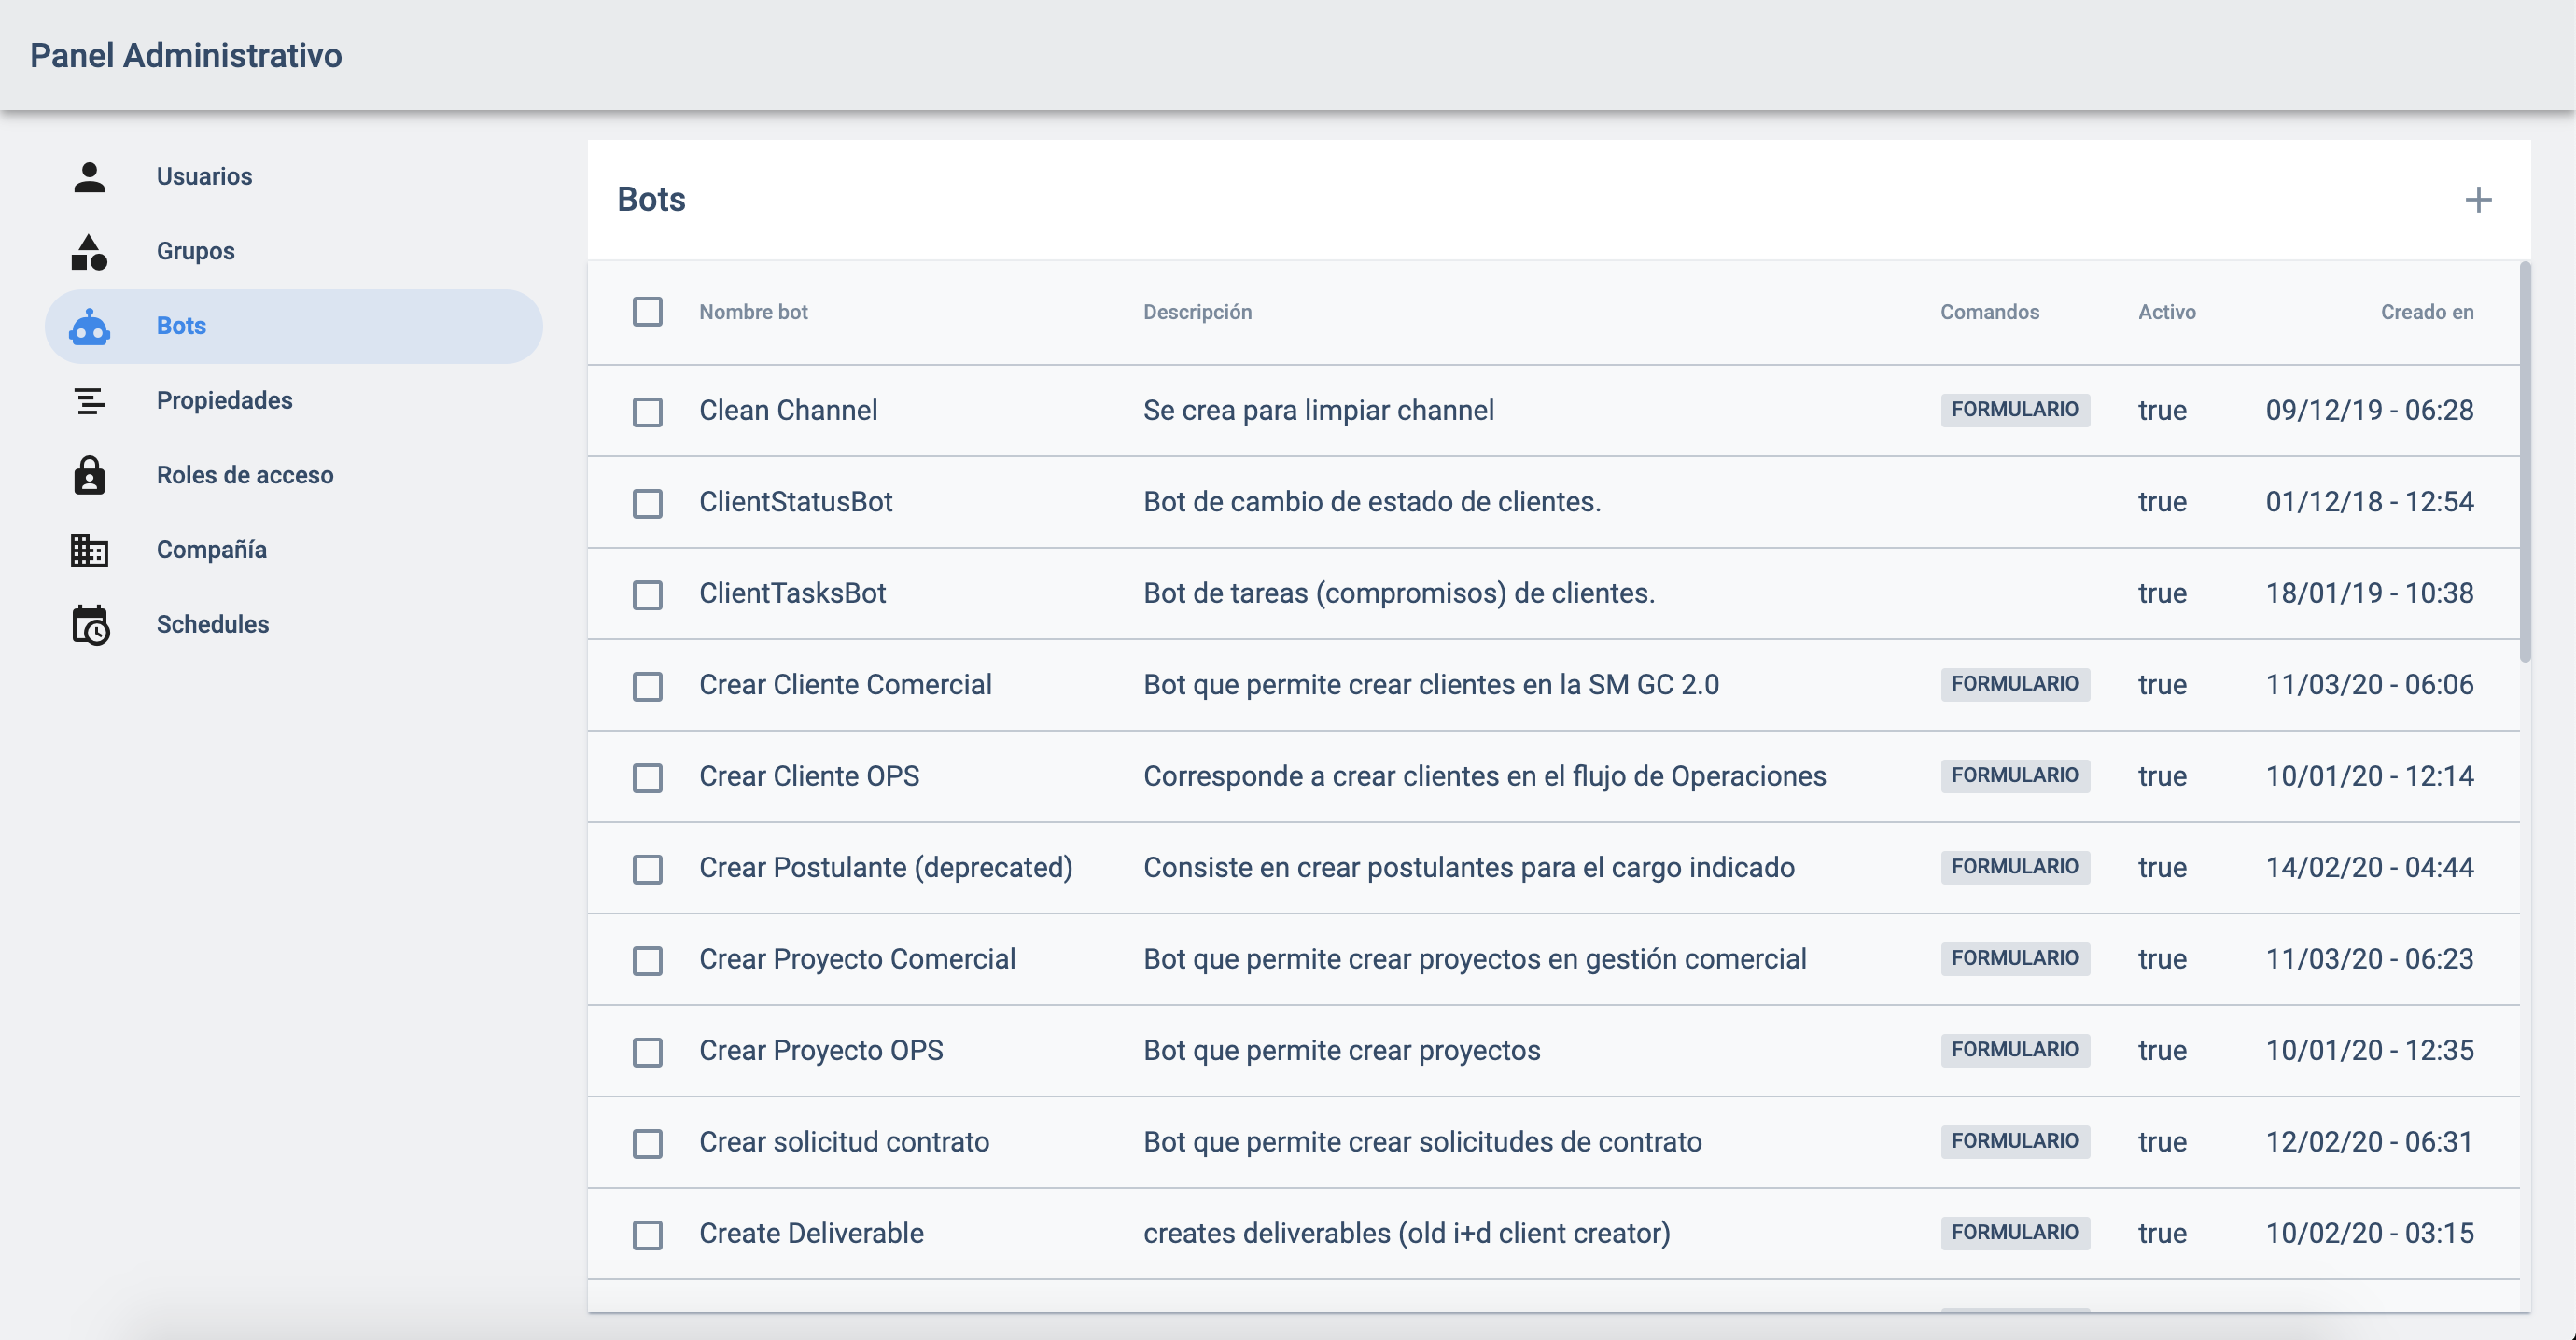 Panel Administrativo
Usuarios
Grupos
Bots
Propiedades
Roles de acceso
Compañía
Schedules
Bots
Nombre bot Descripción Comandos Activo Creado en
Clean Channel Se crea para limpiar channel FORMULARIO true 09/12/19 - 06:28
ClientStatusBot Bot de cambio de estado de clientes. true 01/12/18 - 12:54
ClientTasksBot Bot de tareas (compromisos) de clientes. true 18/01/19 - 10:38
Crear Cliente Comercial Bot que permite crear clientes en la SM GC 2.0 FORMULARIO true 11/03/20 - 06:06
Crear Cliente OPS Corresponde a crear clientes en el flujo de Operaciones FORMULARIO true 10/01/20 - 12:14
Crear Postulante (deprecated) Consiste en crear postulantes para el cargo indicado FORMULARIO true 14/02/20 - 04:44
Crear Proyecto Comercial Bot que permite crear proyectos en gestión comercial FORMULARIO true 11/03/20 - 06:23
Crear Proyecto OPS Bot que permite crear proyectos FORMULARIO true 10/01/20 - 12:35
Crear solicitud contrato Bot que permite crear solicitudes de contrato FORMULARIO true 12/02/20 - 06:31
Create Deliverable creates deliverables (old i+d client creator) FORMULARIO true 10/02/20 - 03:15